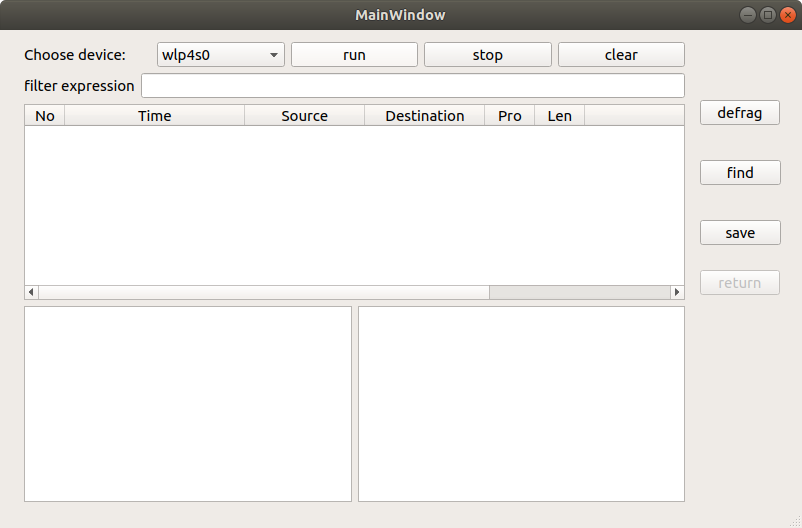 MainWindow
Choose device: wlp4s0 run stop clear
filter expression
No Time Source Destination Pro Len
defrag
find
save
return